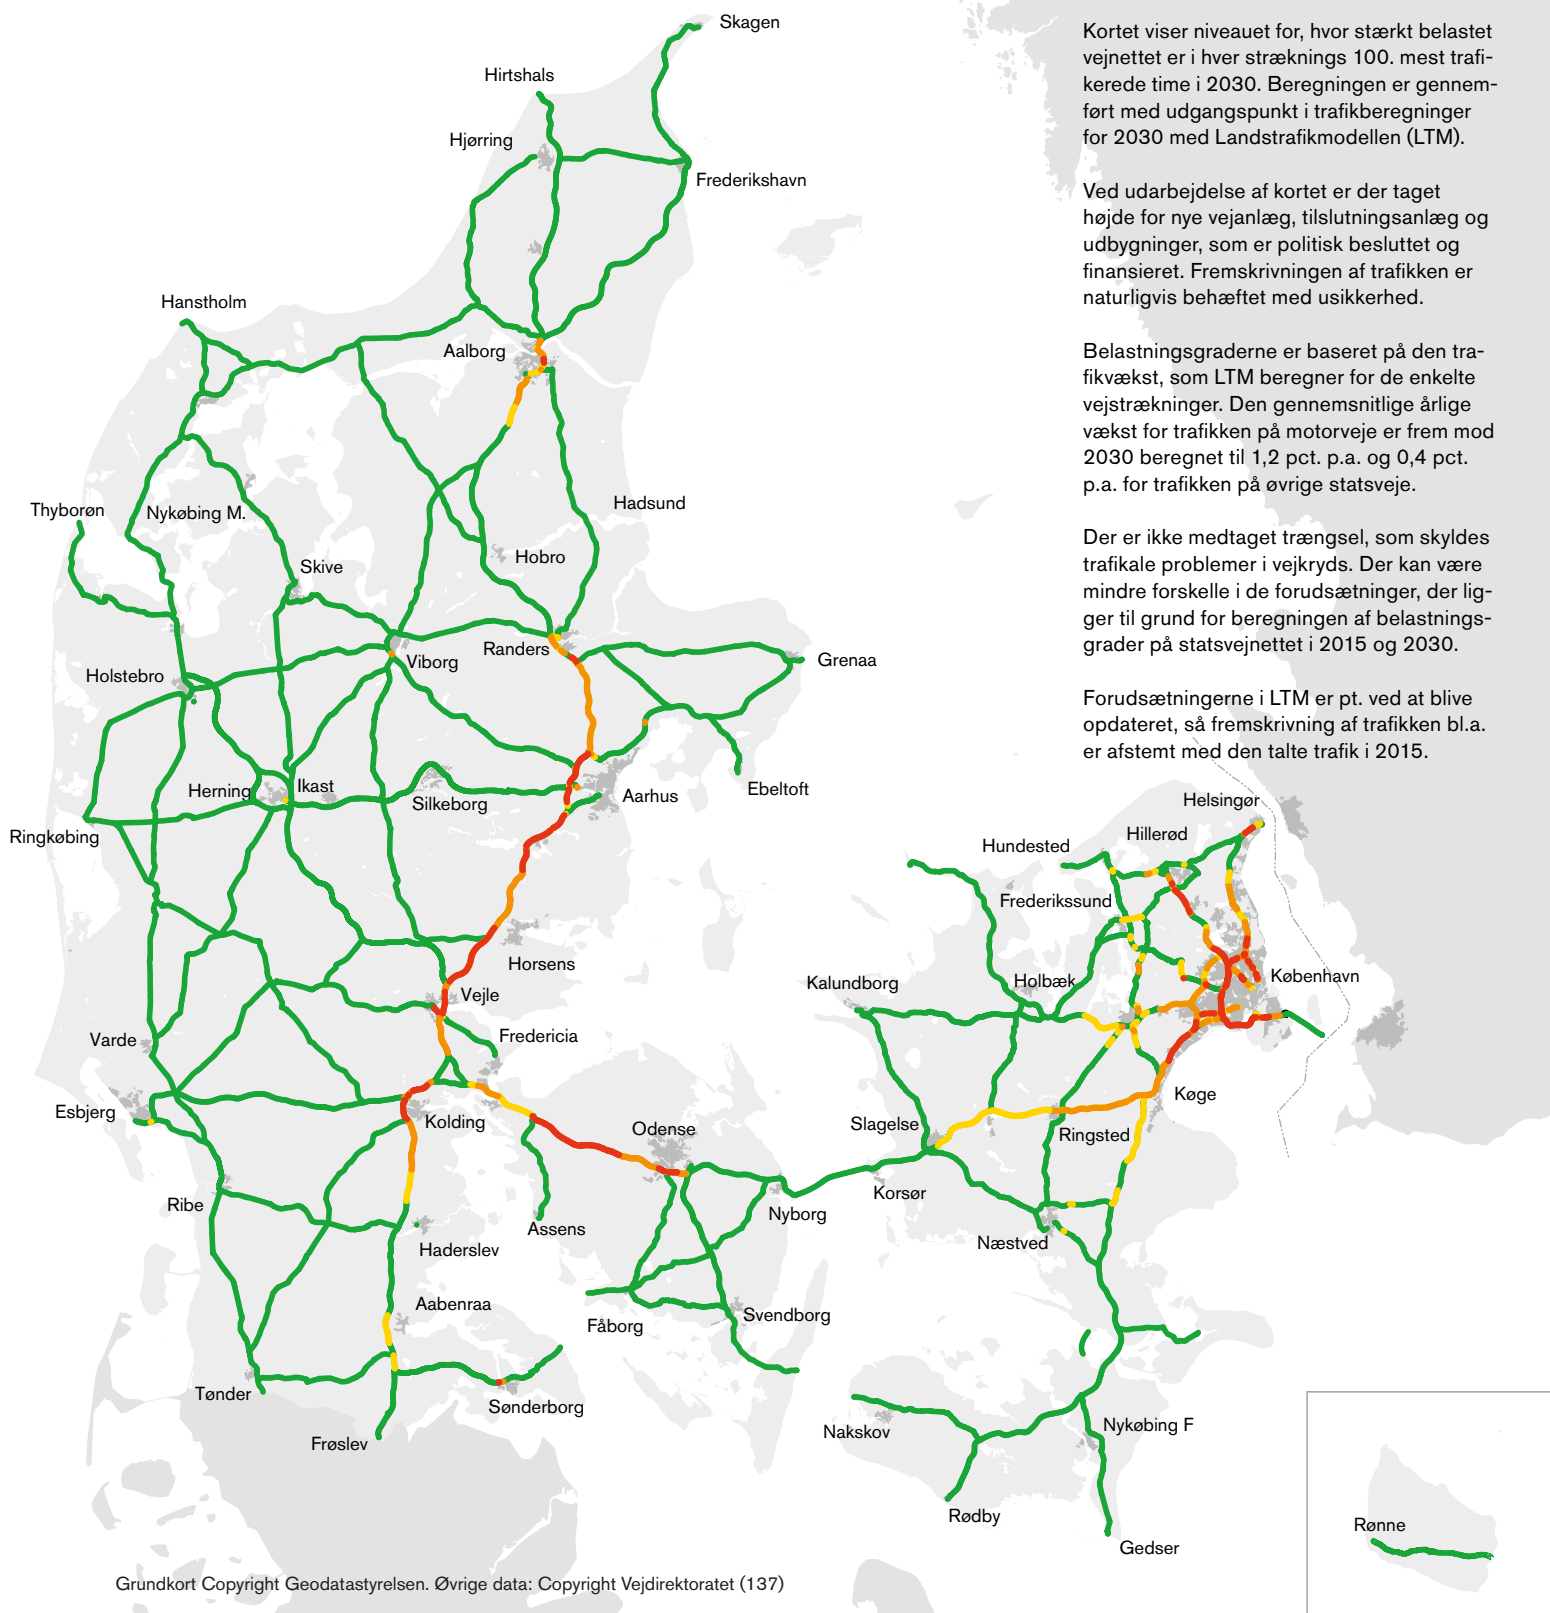 Skagen
Hirtshals
Hjørring
Frederikshavn
Hanstholm
Aalborg
Thyborøn
Nykøbing M.
Hadsund
Skive
Hobro
Randers
Viborg
Grenaa
Holstebro
Herning
Ikast
Silkeborg
Aarhus
Ebeltoft
Ringkøbing
Horsens
Vejle
Varde
Fredericia
Esbjerg
Kolding
Odense
Ribe
Haderslev
Assens
Nyborg
Korsør
Aabenraa
Fåborg
Svendborg
Tønder
Sønderborg
Frøslev
Helsingør
Hundested
Hillerød
Frederikssund
Kalundborg
Holbæk
København
Køge
Slagelse
Ringsted
Næstved
Nakskov
Nykøbing F
Rødby
Gedser
Rønne
Kortet viser niveauet for, hvor stærkt belastet
vejnettet er i hver stræknings 100. mest trafi-
kerede time i 2030. Beregningen er gennem-
ført med udgangspunkt i trafikberegninger
for 2030 med Landstrafikmodellen (LTM).
Ved udarbejdelse af kortet er der taget
højde for nye vejanlæg, tilslutningsanlæg og
udbygninger, som er politisk besluttet og
finansieret. Fremskrivningen af trafikken er
naturligvis behæftet med usikkerhed.
Belastningsgraderne er baseret på den tra-
fikvækst, som LTM beregner for de enkelte
vejstrækninger. Den gennemsnitlige årlige
vækst for trafikken på motorveje er frem mod
2030 beregnet til 1,2 pct. p.a. og 0,4 pct.
p.a. for trafikken på øvrige statsveje.
Der er ikke medtaget trængsel, som skyldes
trafikale problemer i vejkryds. Der kan være
mindre forskelle i de forudsætninger, der lig-
ger til grund for beregningen af belastnings-
grader på statsvejnettet i 2015 og 2030.
Forudsætningerne i LTM er pt. ved at blive
opdateret, så fremskrivning af trafikken bl.a.
er afstemt med den talte trafik i 2015.
Grundkort Copyright Geodatastyrelsen. Øvrige data: Copyright Vejdirektoratet (137)